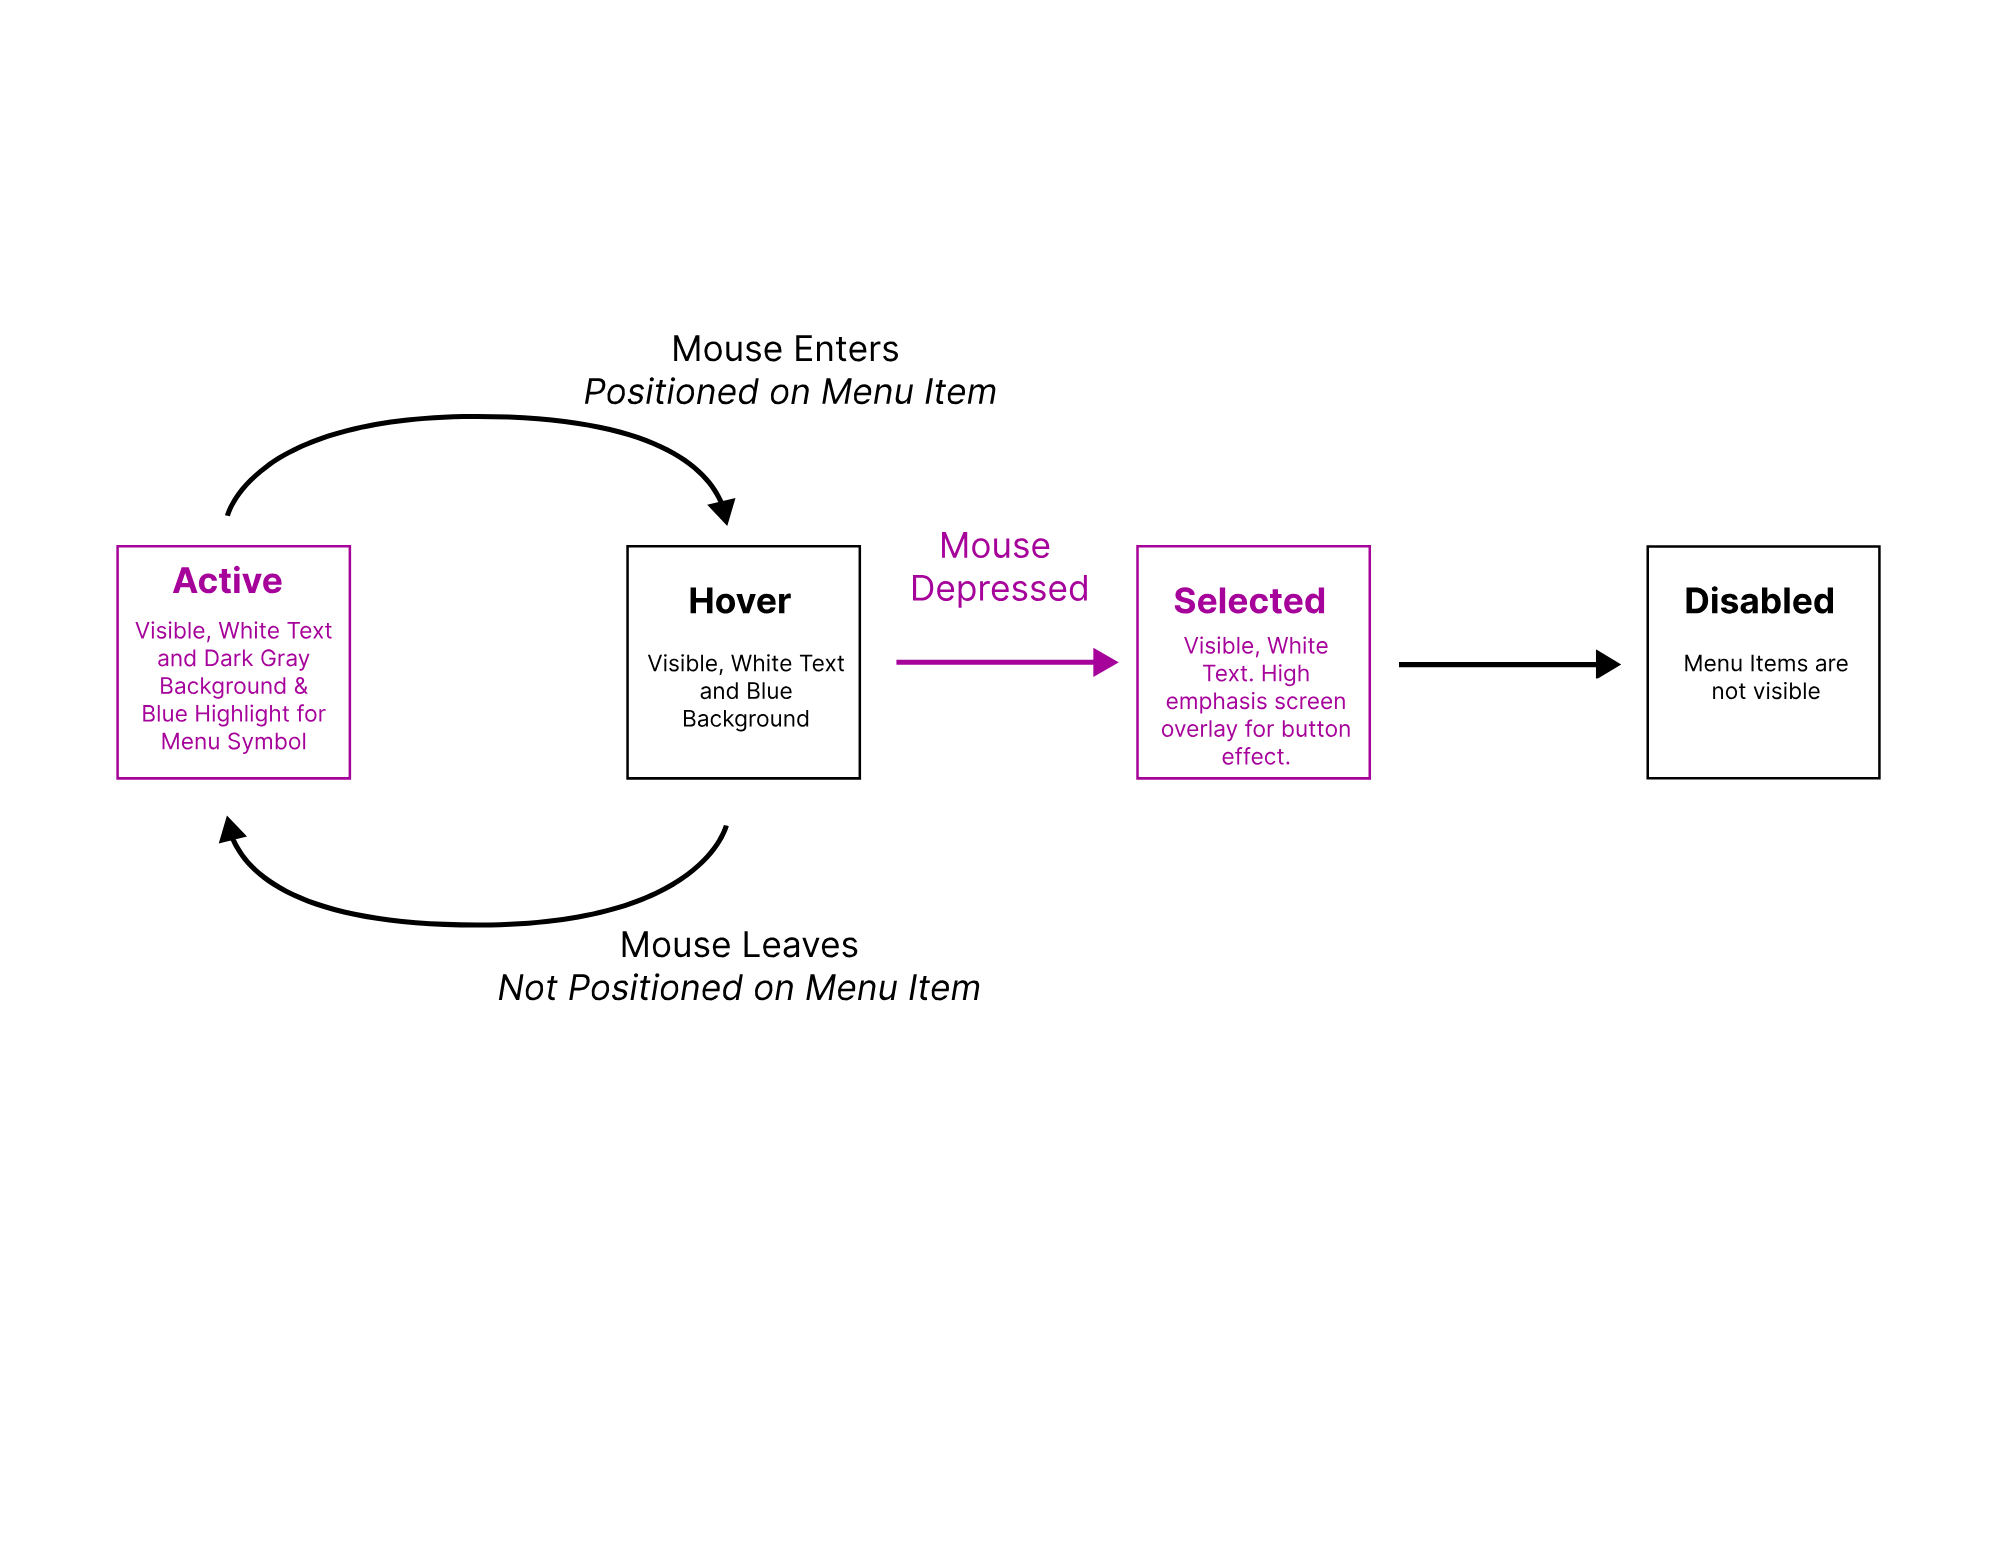 Mouse Enters
Positioned on Menu Item
Active
Visible, White Text
and Dark Gray
Background &
Blue Highlight for
Menu Symbol
Hover
Visible, White Text
and Blue
Background
Mouse
Depressed
Selected
Visible, White
Text. High
emphasis screen
overlay for button
effect.
Disabled
Menu Items are
not visible
Mouse Leaves
Not Positioned on Menu Item